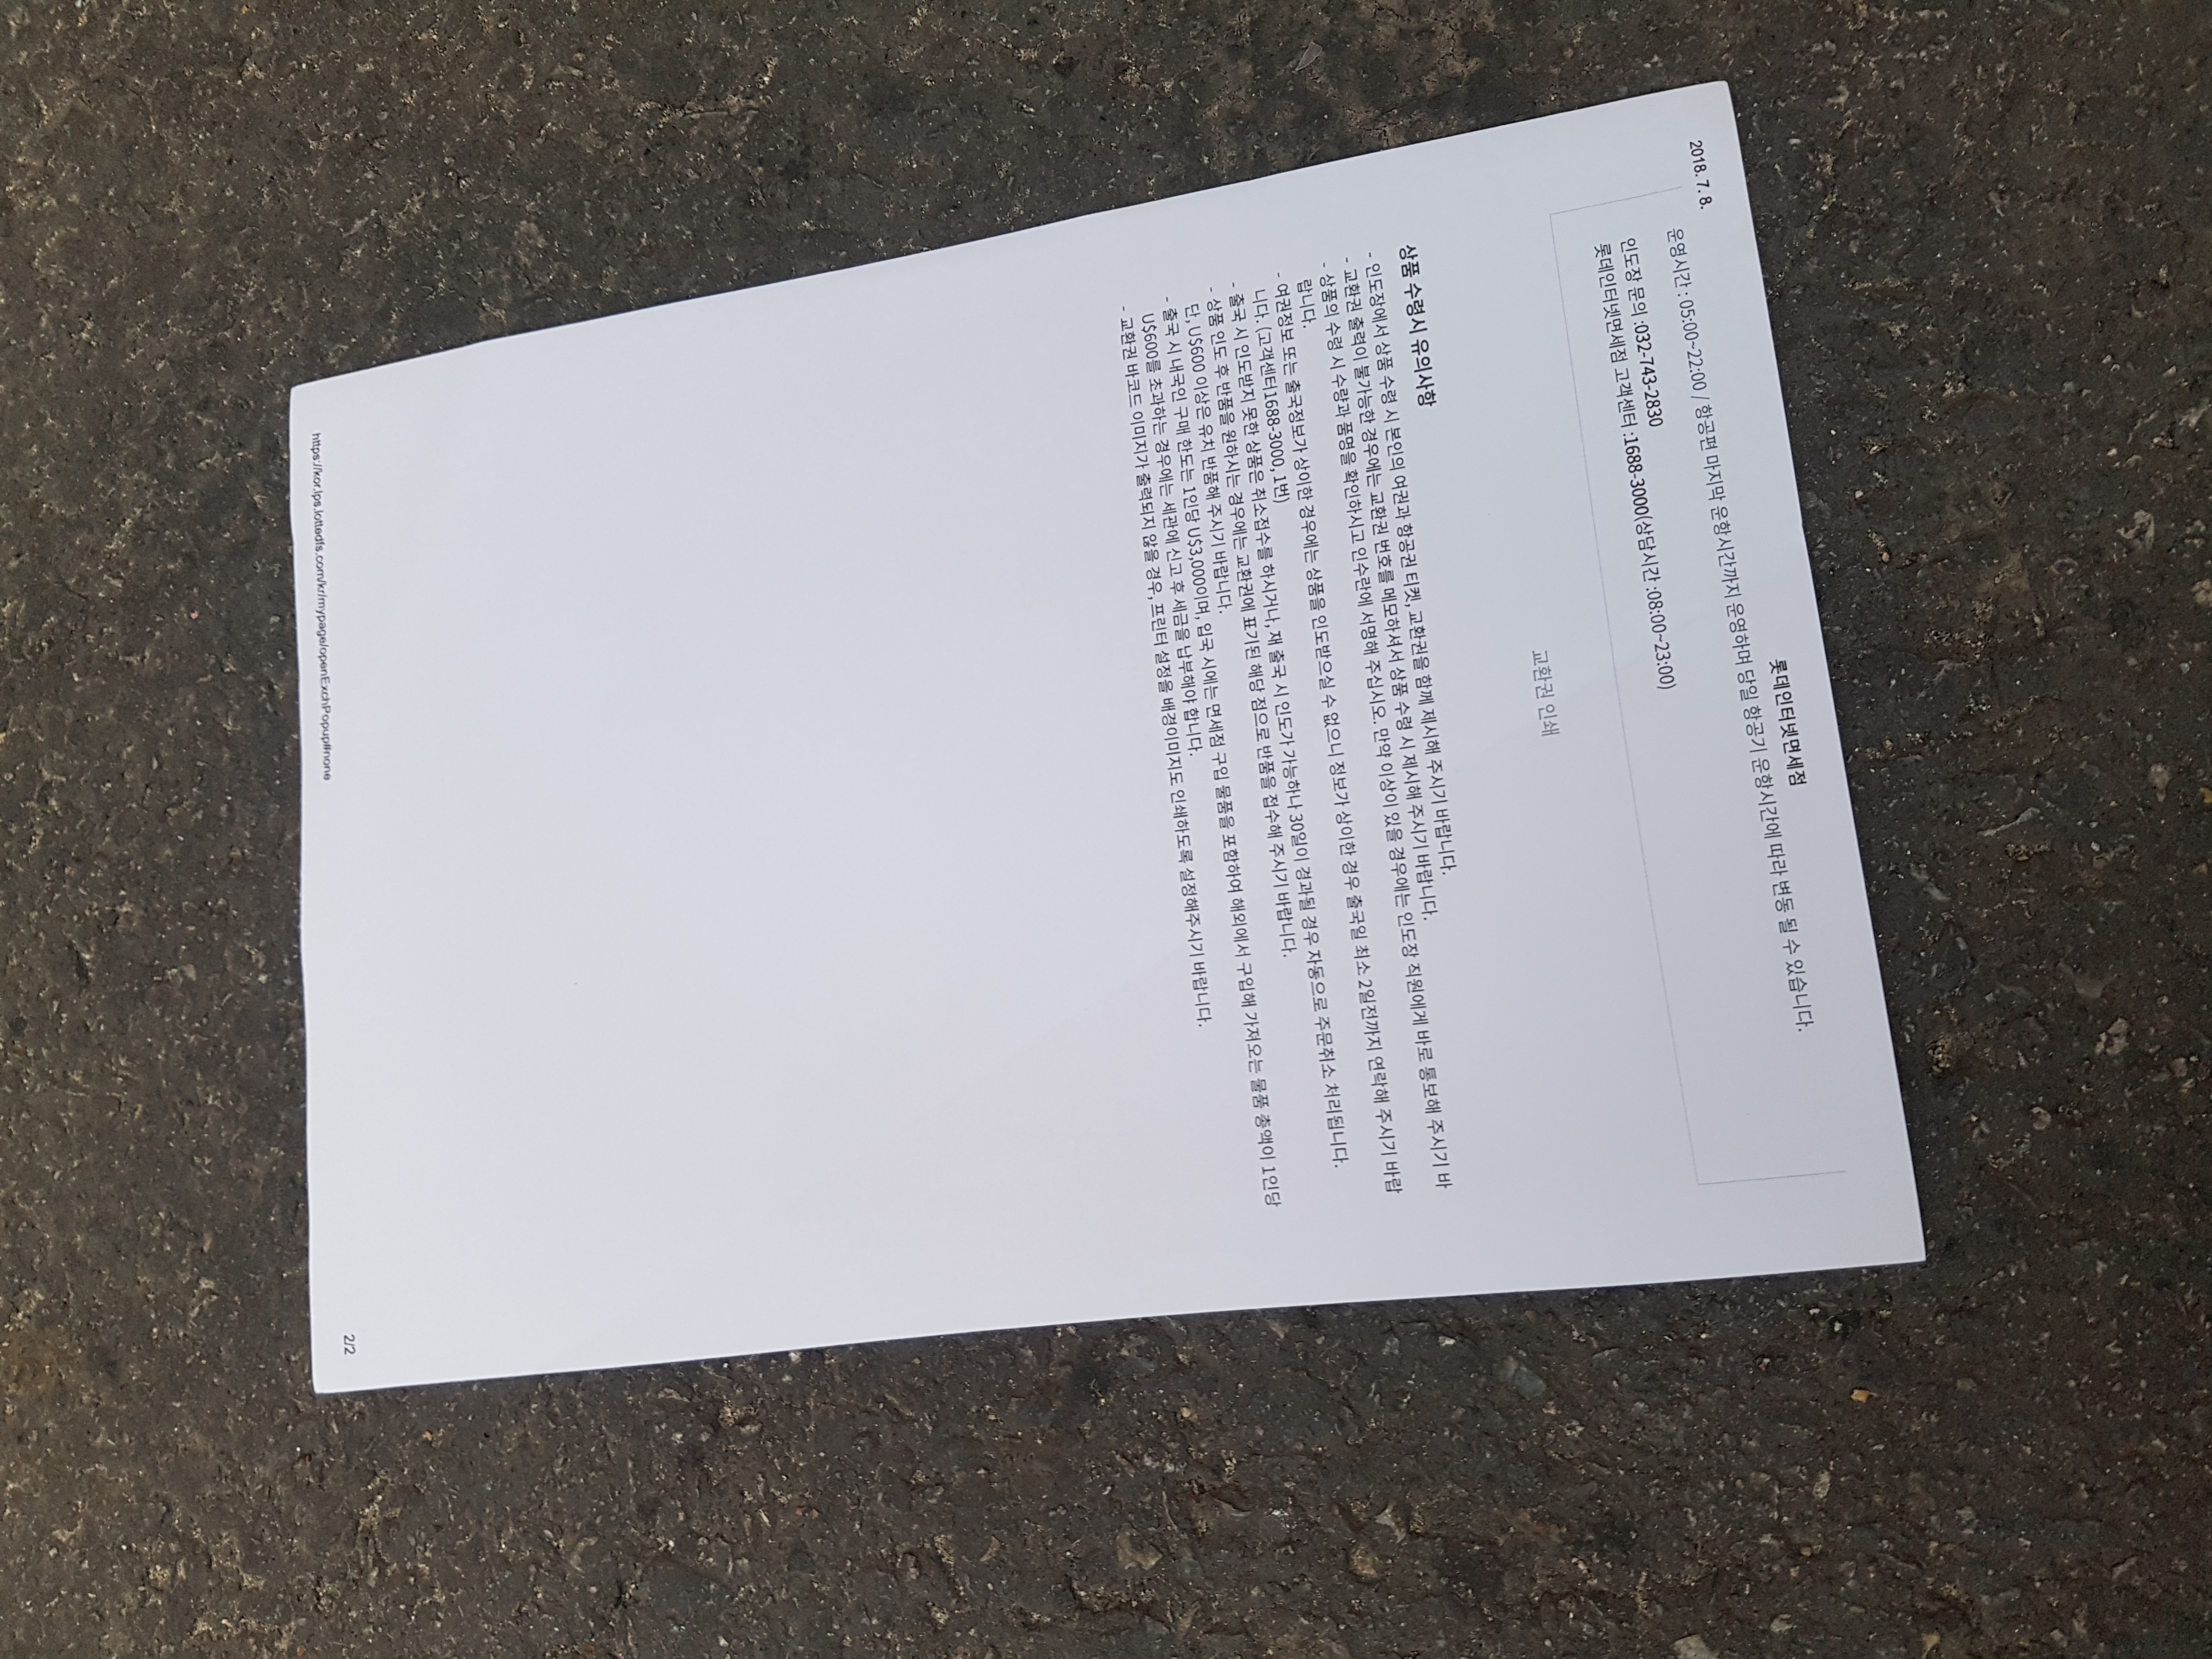 2018. 7. 8.
롯데인터넷면세점
운영시간 : 05:00~22:00 / 항공편 마지막 운항시간까지 운영하며 당일 항공기 운항시간에 따라 변동 될 수 있습니다.
인도장 문의 :032-743-2830
롯데인터넷면세점 고객센터 :1688-3000(상담시간 :08:00~23:00)
교환권 인쇄
상품 수령시 유의사항
- 인도장에서 상품 수령 시 본인의 여권과 항공권 티켓, 교환권을 함께 제시해 주시기 바랍니다.
- 교환권 출력이 불가능한 경우에는 교환권 번호를 메모하셔서 상품 수령 시 제시해 주시기 바랍니다.
- 상품의 수령 시 수량과 품명을 확인하시고 인수란에 서명해 주십시오. 만약 이상이 있을 경우에는 인도장 직원에게 바로 통보해 주시기 바
랍니다.
- 여권정보 또는 출국정보가 상이한 경우에는 상품을 인도받으실 수 없으니 정보가 상이한 경우 출국일 최소 2일전까지 연락해 주시기 바랍
니다. (고객센터1688-3000, 1번)
- 출국 시 인도받지 못한 상품은 취소접수를 하시거나, 재 출국 시 인도가 가능하나 30일이 경과될 경우 자동으로 주문취소 처리됩니다.
- 상품 인도 후 반품을 원하시는 경우에는 교환권에 표기된 해당 점으로 반품을 접수해 주시기 바랍니다.
단, U$600 이상은 유치 반품해 주시기 바랍니다.
- 출국 시 내국인 구매 한도는 1인당 U$3,000이며, 입국 시에는 면세점 구입 물품을 포함하여 해외에서 구입해 가져오는 물품 총액이 1인당
U$600를 초과하는 경우에는 세관에 신고 후 세금을 납부해야 합니다.
- 교환권 바코드 이미지가 출력되지 않을 경우, 프린터 설정을 배경이미지도 인쇄하도록 설정해주시기 바랍니다.
https://kor.lps.lottedfs.com/kr/mypage/openExchPopup#none
2/2